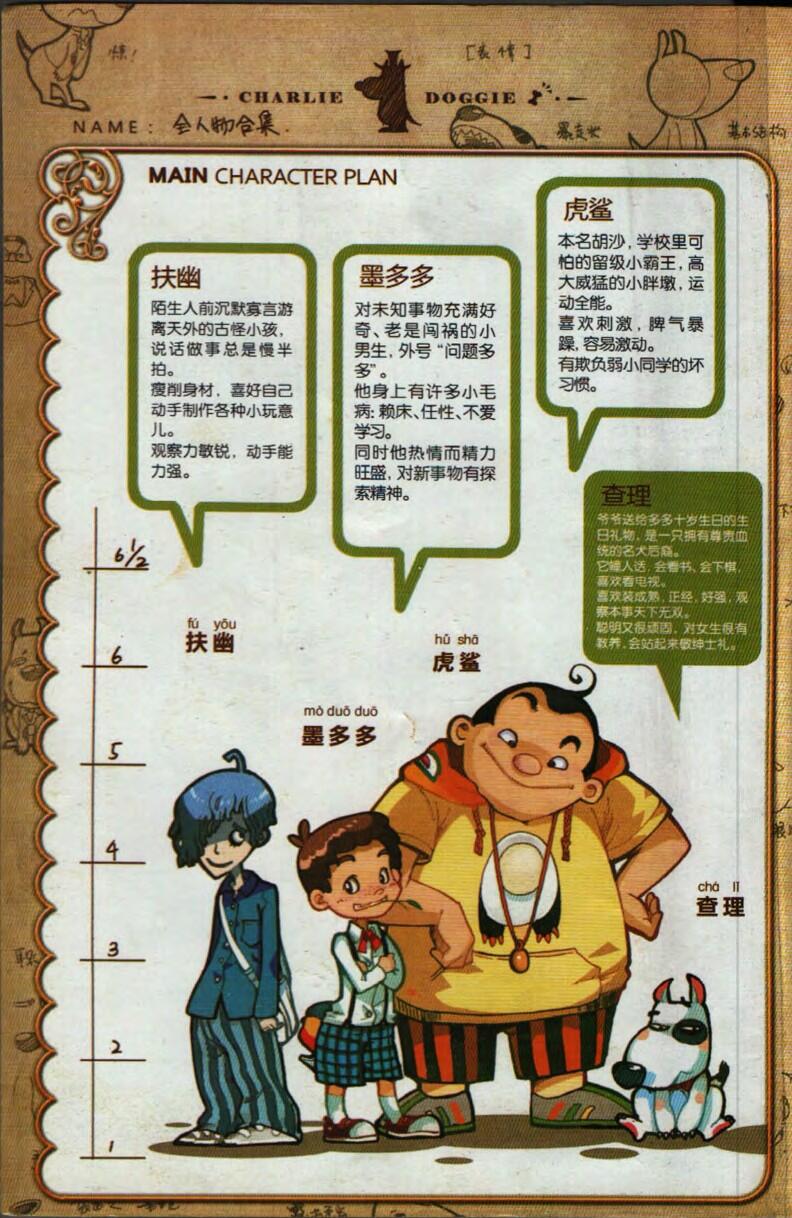 惊！
[表情]
CHARLIE DOGGIE
NAME: 全人物合集.
暴走状
基本结构
MAIN CHARACTER PLAN
扶幽
陌生人前沉默寡言游
离天外的古怪小孩，
说话做事总是慢半
拍。
瘦削身材，喜好自己
动手制作各种小玩意
儿。
观察力敏锐，动手能
力强。
墨多多
对未知事物充满好
奇、老是闯祸的小
男生，外号“问题多
多”。
他身上有许多小毛
病：赖床、任性、不爱
学习。
同时他热情而精力
旺盛，对新事物有探
索精神。
虎鲨
本名胡沙，学校里可
怕的留级小霸王，高
大威猛的小胖墩，运
动全能。
喜欢刺激，脾气暴
躁，容易激动。
有欺负弱小同学的坏
习惯。
查理
爷爷送给多多十岁生日的生
日礼物，是一只拥有尊贵血
统的名犬后裔。
它懂人话，会看书、会下棋，
喜欢看电视。
喜欢装成熟，正经，好强，观
察本事天下无双。
聪明又很顽固，对女生很有
教养，会站起来敬绅士礼。
6 1/2
6
5
4
3
2
1
fú yōu
扶幽
mò duō duō
墨多多
hǔ shā
虎鲨
chá lǐ
查理